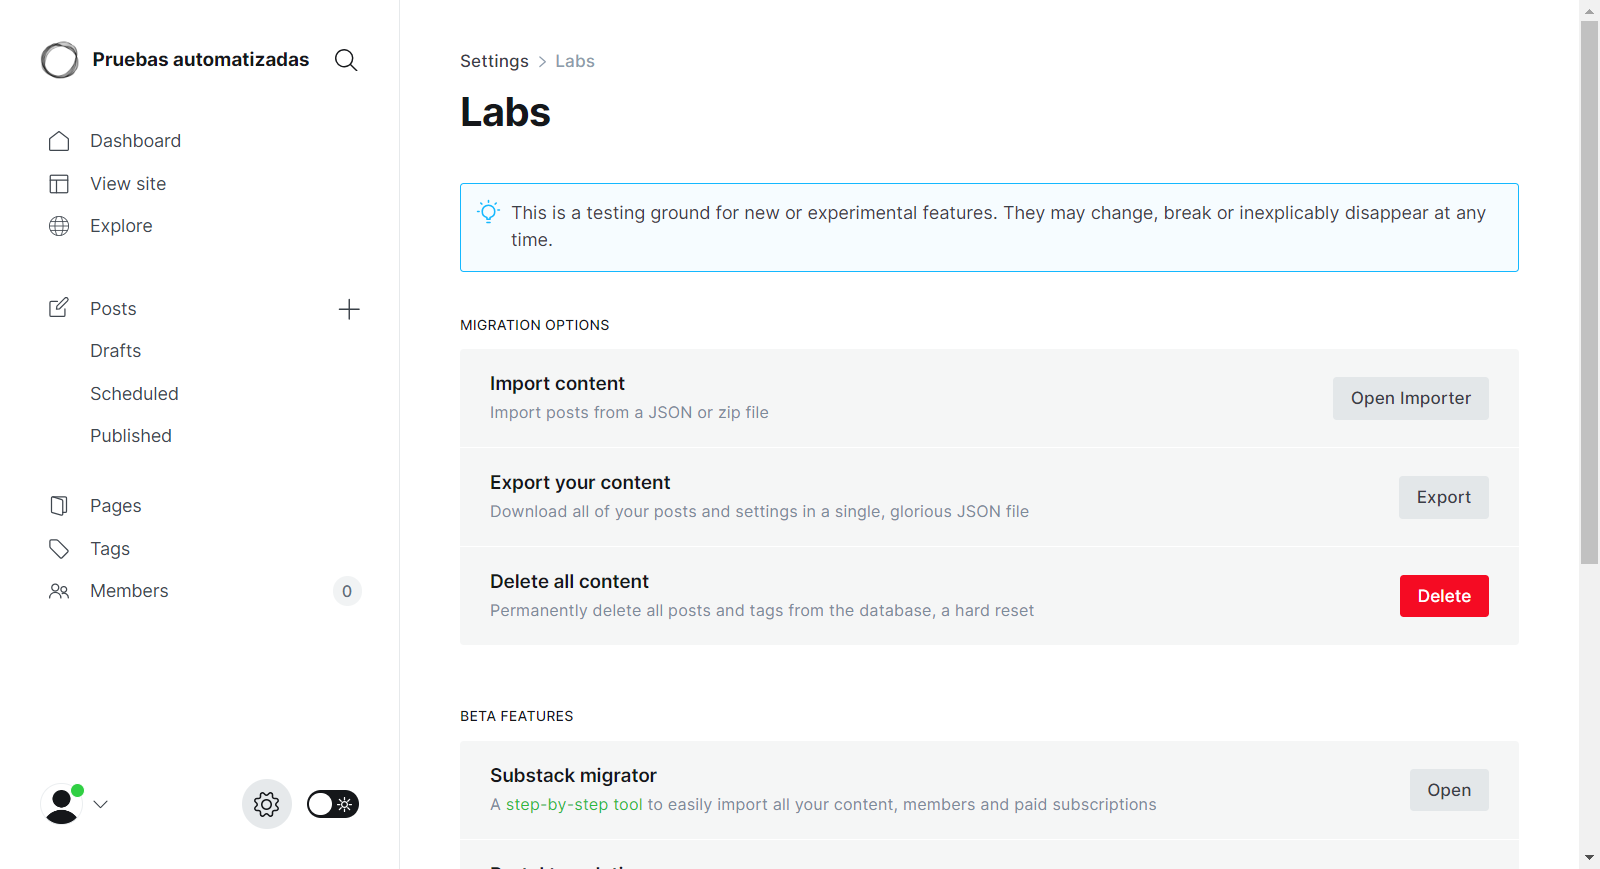 Pruebas automatizadas
Dashboard
View site
Explore
Posts
Drafts
Scheduled
Published
Pages
Tags
Members
0
Settings > Labs
Labs
This is a testing ground for new or experimental features. They may change, break or inexplicably disappear at any
time.
MIGRATION OPTIONS
Import content
Import posts from a JSON or zip file
Open Importer
Export your content
Download all of your posts and settings in a single, glorious JSON file
Export
Delete all content
Permanently delete all posts and tags from the database, a hard reset
Delete
BETA FEATURES
Substack migrator
A step-by-step tool to easily import all your content, members and paid subscriptions
Open